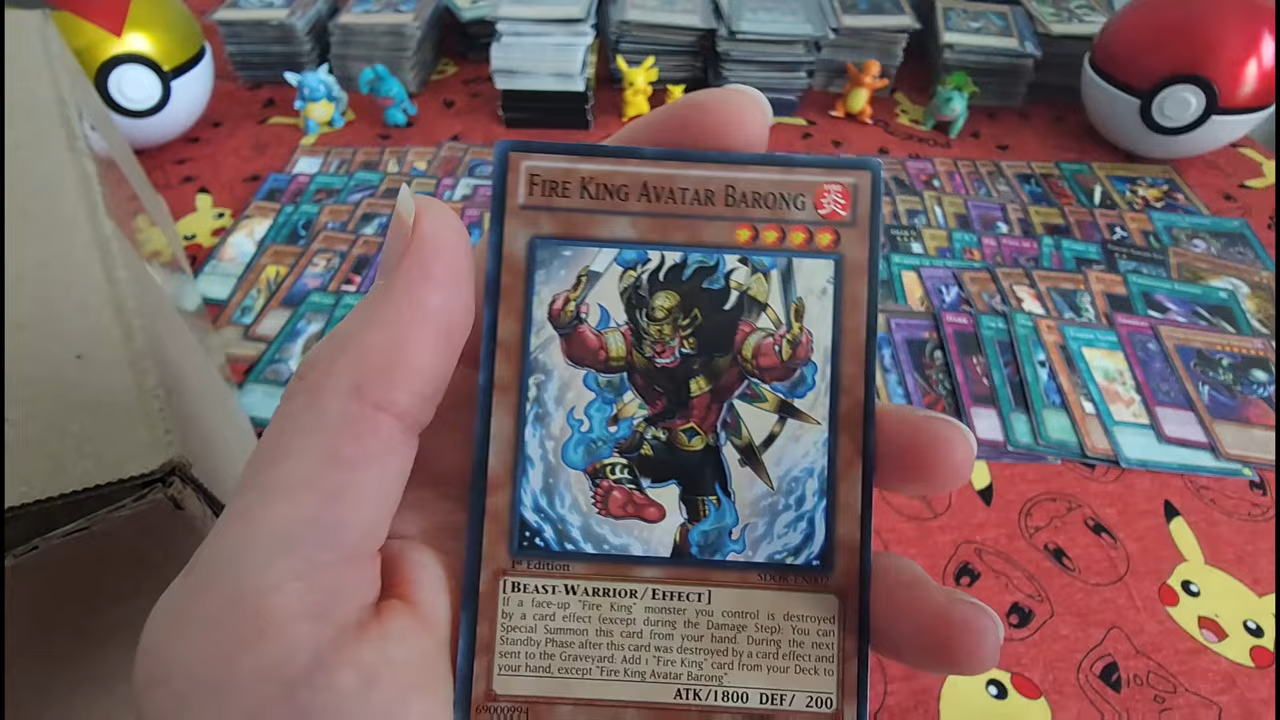 FIRE KING AVATAR BARONG 炎
1st Edition
[BEAST-WARRIOR/EFFECT]
If a face-up "Fire King" monster you control is destroyed
by a card effect (except during the Damage Step): You can
Special Summon this card from your hand. During the next
Standby Phase after this card was destroyed by a card effect and
sent to the Graveyard: Add 1 "Fire King" card from your Deck to
your hand, except "Fire King Avatar Barong".
ATK/1800 DEF/ 200
69000994